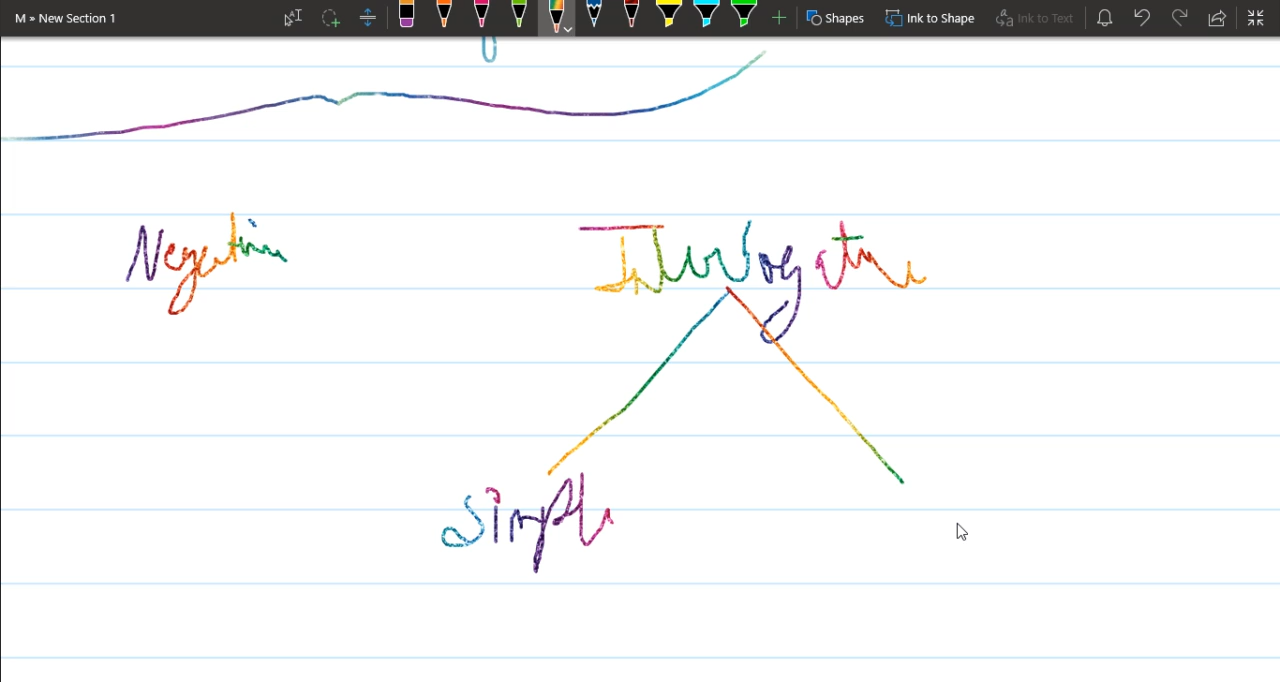 M » New Section 1
Shapes
Ink to Shape
Ink to Text
Negative
Interrogative
Simple